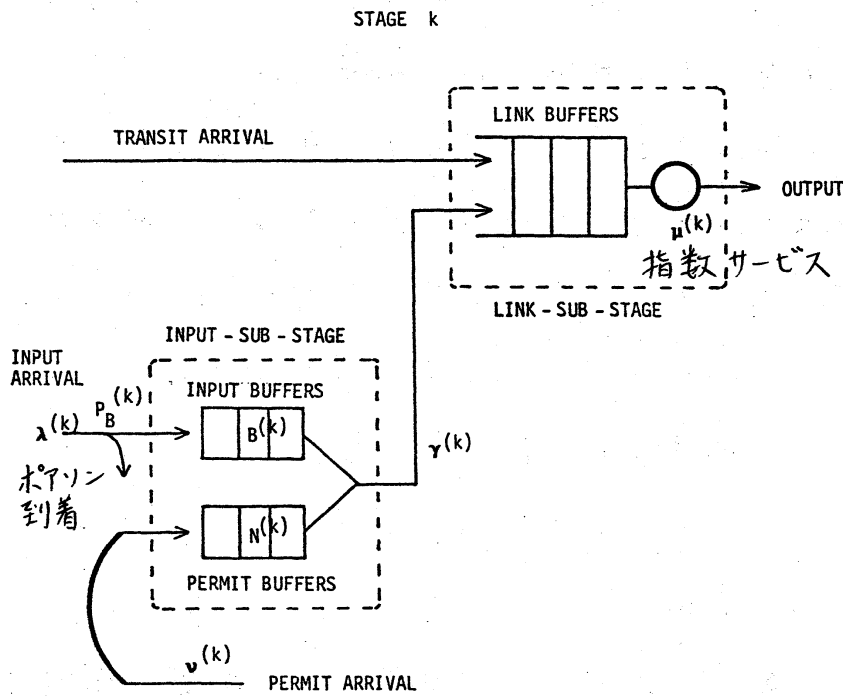 STAGE k
LINK BUFFERS
TRANSIT ARRIVAL
OUTPUT
μ(k)
指数サービス
LINK-SUB-STAGE
INPUT-SUB-STAGE
INPUT
ARRIVAL
INPUT BUFFERS
P_B(k)
λ(k)
B(k)
γ(k)
ポアソン
到着
N(k)
PERMIT BUFFERS
ν(k)
PERMIT ARRIVAL